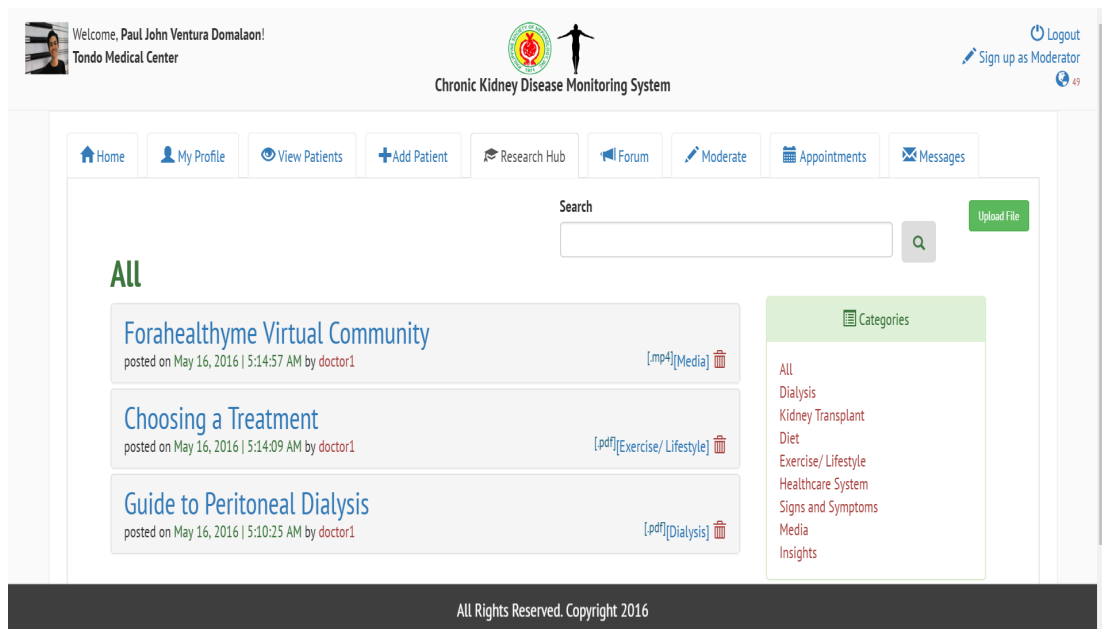 Welcome, Paul John Ventura Domalaon!
Tondo Medical Center
Chronic Kidney Disease Monitoring System
Logout
Sign up as Moderator
49
Home
My Profile
View Patients
Add Patient
Research Hub
Forum
Moderate
Appointments
Messages
Search
Upload File
All
Forahealthyme Virtual Community
posted on May 16, 2016 | 5:14:57 AM by doctor1
[.mp4][Media]
Choosing a Treatment
posted on May 16, 2016 | 5:14:09 AM by doctor1
[.pdf][Exercise/ Lifestyle]
Guide to Peritoneal Dialysis
posted on May 16, 2016 | 5:10:25 AM by doctor1
[.pdf][Dialysis]
Categories
All
Dialysis
Kidney Transplant
Diet
Exercise/ Lifestyle
Healthcare System
Signs and Symptoms
Media
Insights
All Rights Reserved. Copyright 2016